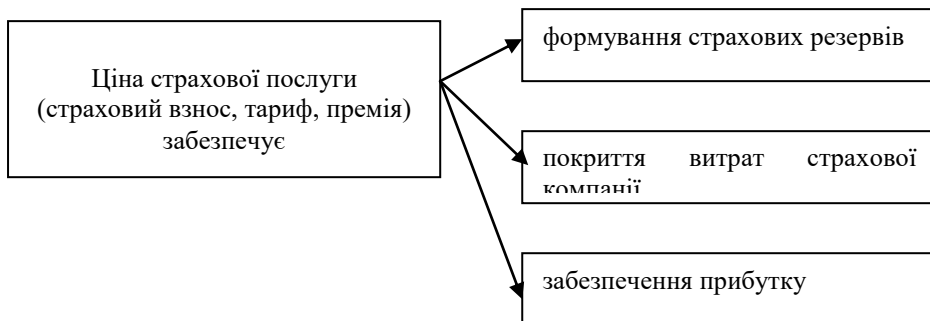 Ціна страхової послуги
(страховий взнос, тариф, премія)
забезпечує
формування страхових резервів
покриття витрат страхової
компанії
забезпечення прибутку